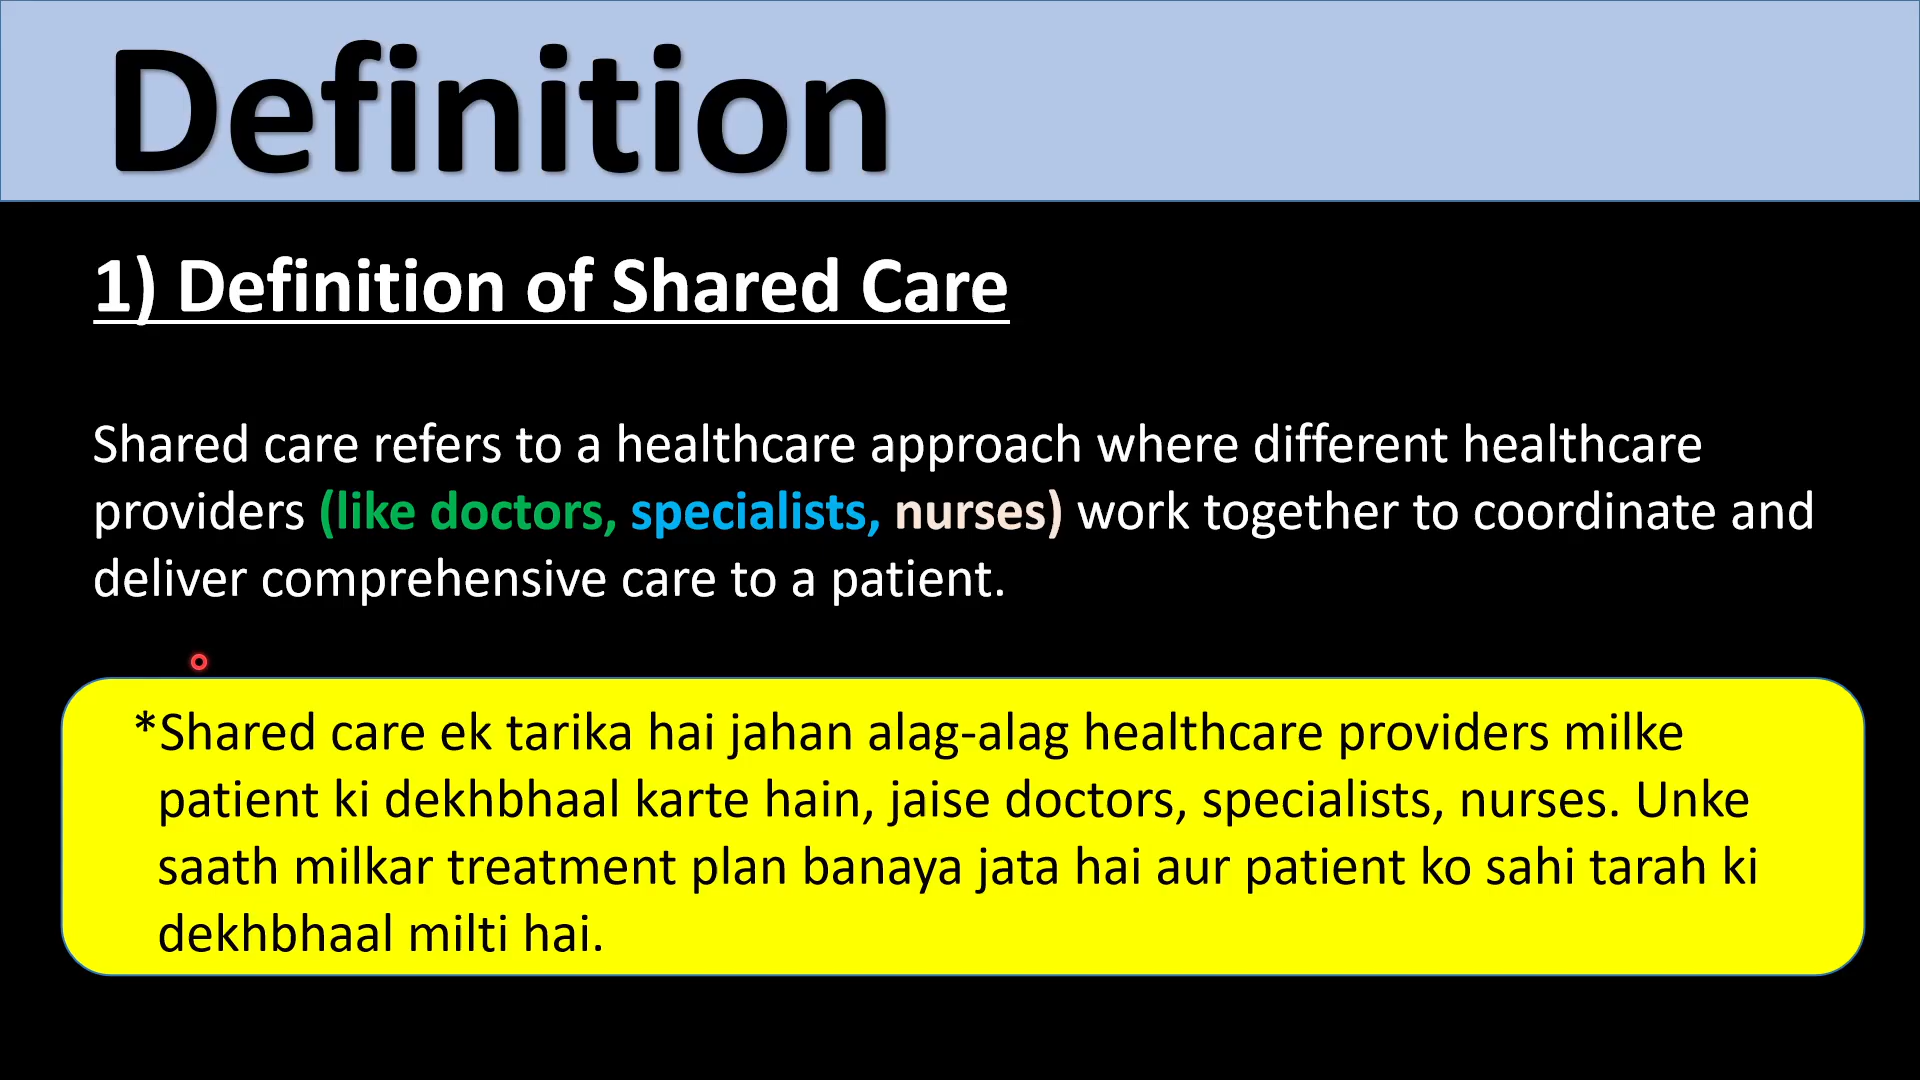 Definition
1) Definition of Shared Care
Shared care refers to a healthcare approach where different healthcare
providers (like doctors, specialists, nurses) work together to coordinate and
deliver comprehensive care to a patient.
*Shared care ek tarika hai jahan alag-alag healthcare providers milke
patient ki dekhbhaal karte hain, jaise doctors, specialists, nurses. Unke
saath milkar treatment plan banaya jata hai aur patient ko sahi tarah ki
dekhbhaal milti hai.